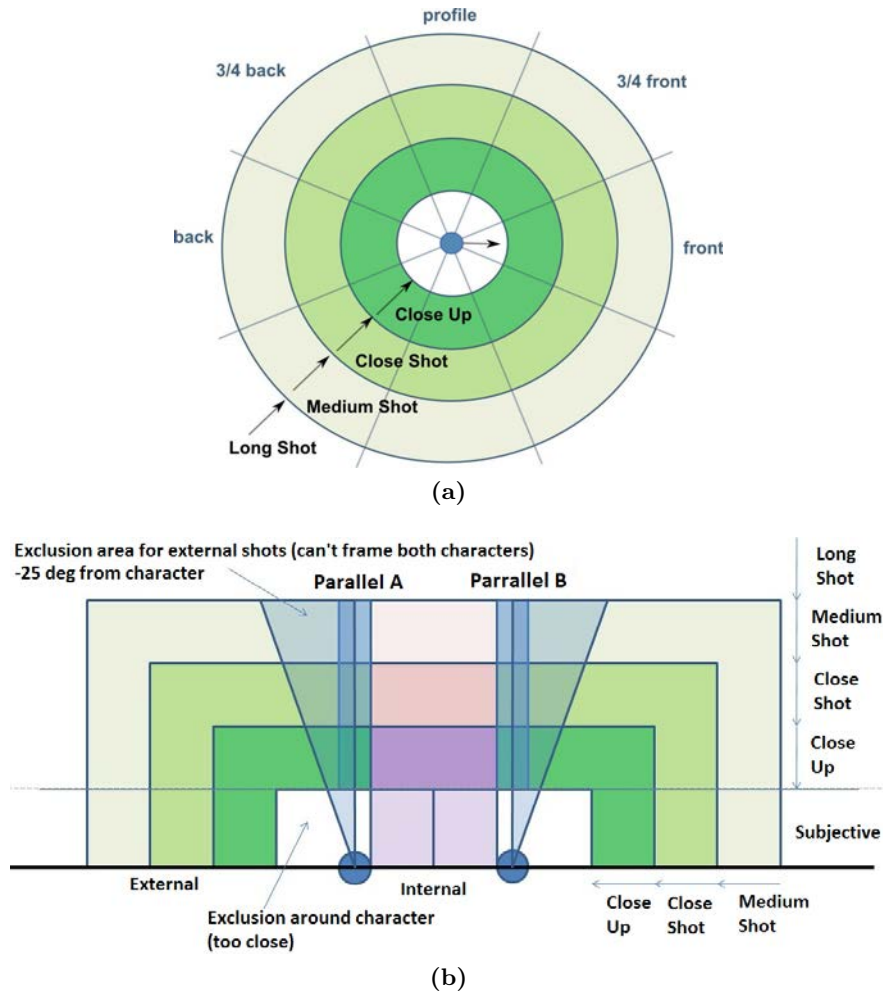 profile
3/4 back
3/4 front
back
front
Close Up
Close Shot
Medium Shot
Long Shot
(a)
Exclusion area for external shots (can't frame both characters)
-25 deg from character
Parallel A
Parrallel B
Long
Shot
Medium
Shot
Close
Shot
Close
Up
Subjective
External
Internal
Exclusion around character
(too close)
Close
Up
Close
Shot
Medium
Shot
(b)